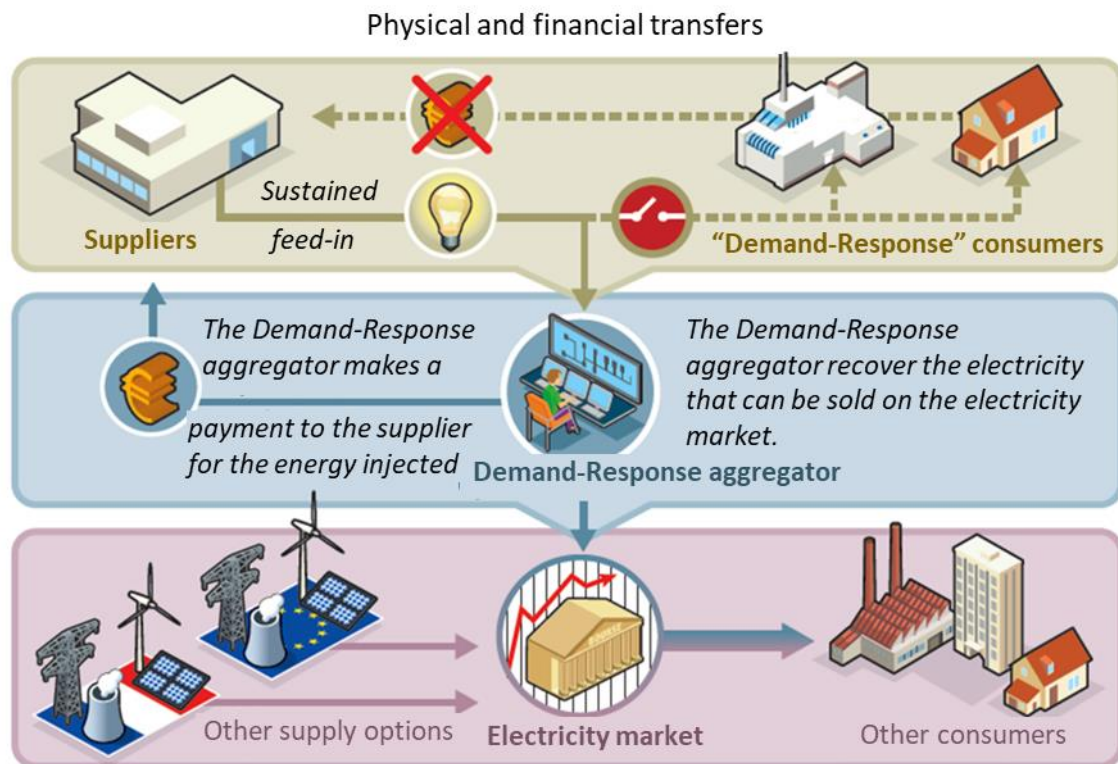 Physical and financial transfers
Sustained
feed-in
Suppliers
“Demand-Response” consumers
The Demand-Response
aggregator makes a
payment to the supplier
for the energy injected
The Demand-Response
aggregator recover the electricity
that can be sold on the electricity
market.
Demand-Response aggregator
BOURSE
Other supply options
Electricity market
Other consumers